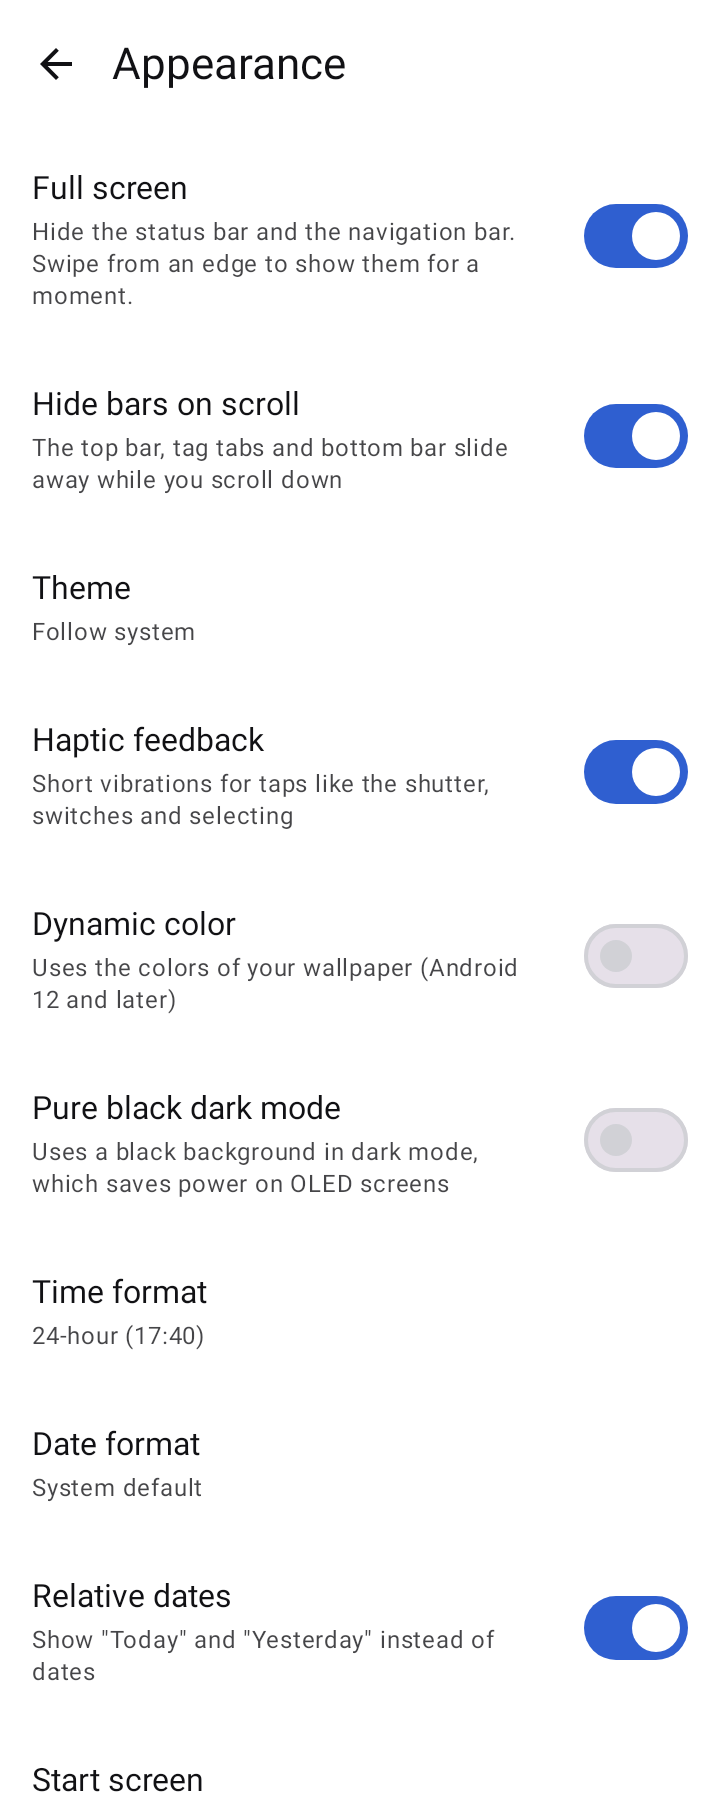 Appearance
Full screen
Hide the status bar and the navigation bar.
Swipe from an edge to show them for a
moment.
Hide bars on scroll
The top bar, tag tabs and bottom bar slide
away while you scroll down
Theme
Follow system
Haptic feedback
Short vibrations for taps like the shutter,
switches and selecting
Dynamic color
Uses the colors of your wallpaper (Android
12 and later)
Pure black dark mode
Uses a black background in dark mode,
which saves power on OLED screens
Time format
24-hour (17:40)
Date format
System default
Relative dates
Show "Today" and "Yesterday" instead of
dates
Start screen